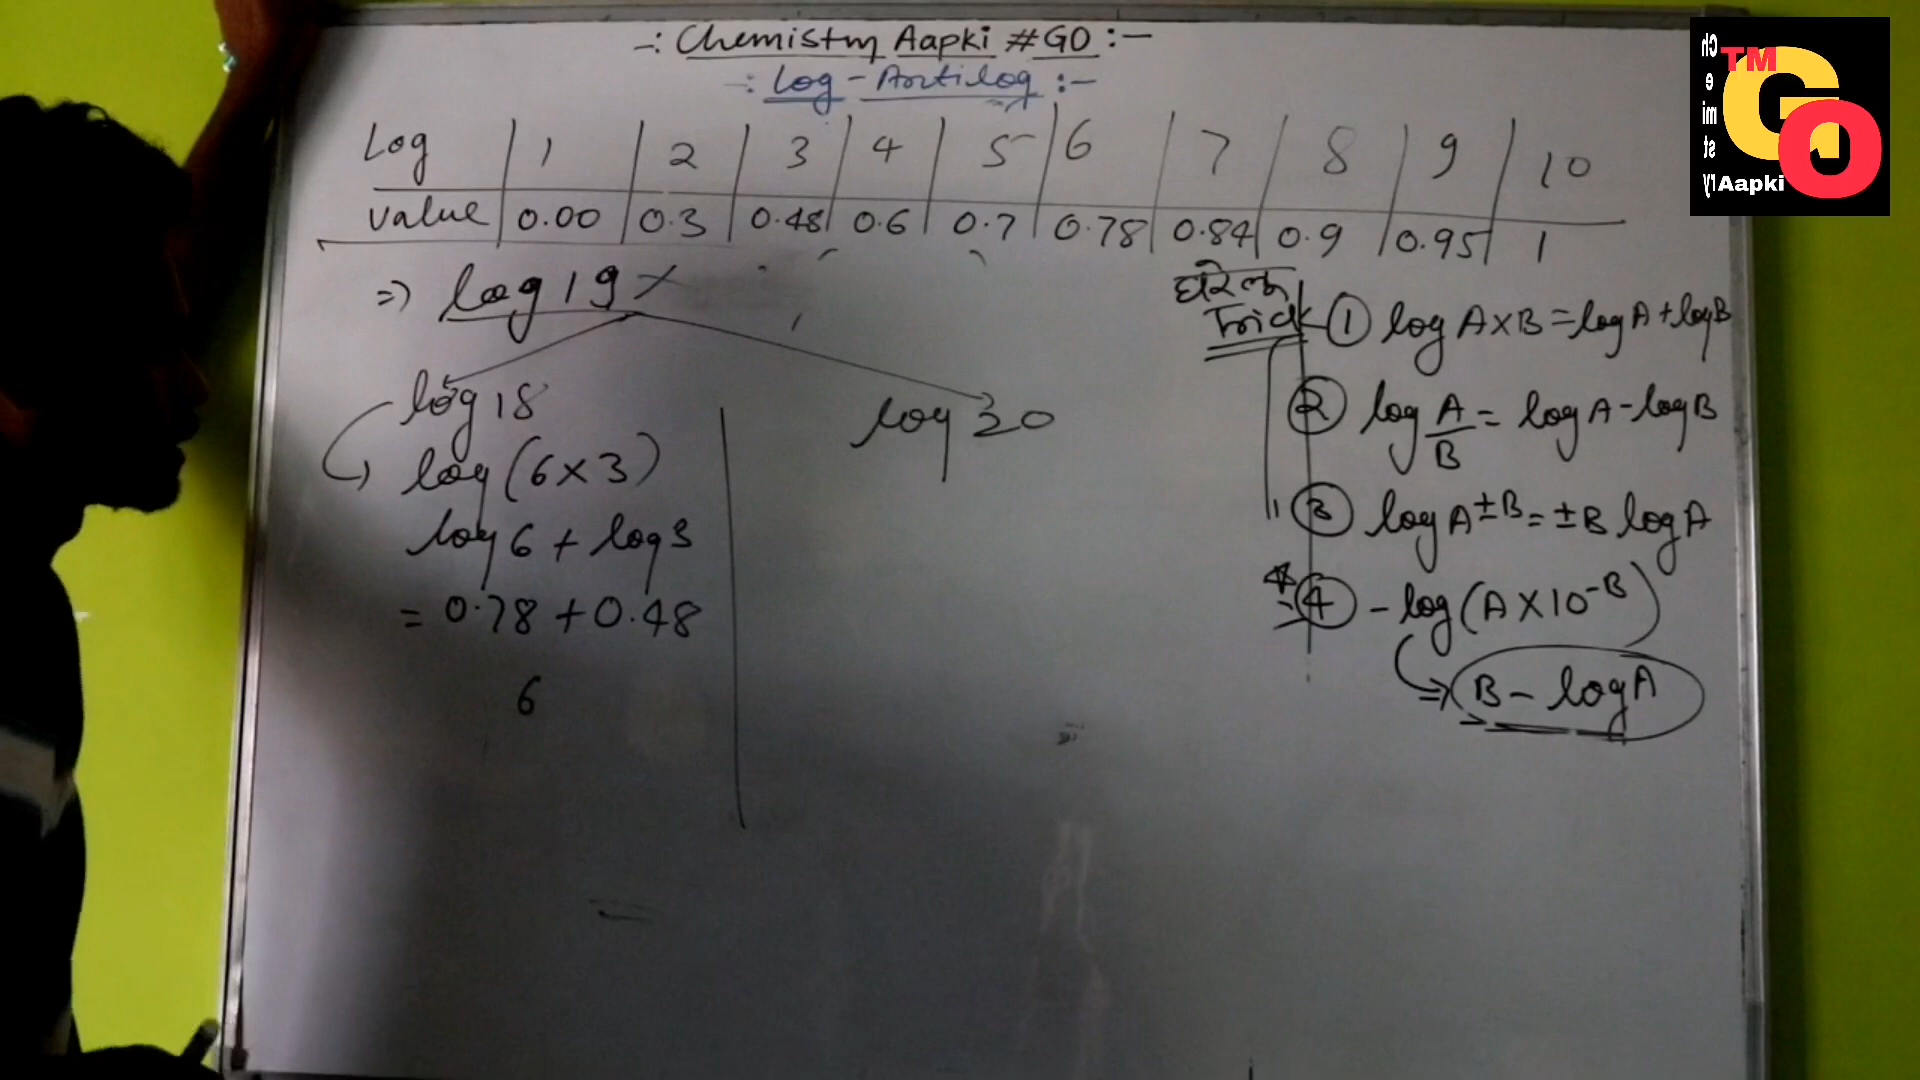 -: Chemistry Aapki #GO :-
-: Log - Antilog :-
Log | 1 | 2 | 3 | 4 | 5 | 6 | 7 | 8 | 9 | 10
value | 0.00 | 0.3 | 0.48 | 0.6 | 0.7 | 0.78 | 0.84 | 0.9 | 0.95 | 1
=) log 19 ×
log 18
log (6×3)
log 6 + log 3
= 0.78 + 0.48
6
log 20
घरेलू
Trick
① log A×B = log A + log B
② log A/B = log A - log B
③ log A^±B = ±B log A
④ - log (A×10^-B)
⇒ B - log A
Chemistry
TM
GO
Aapki